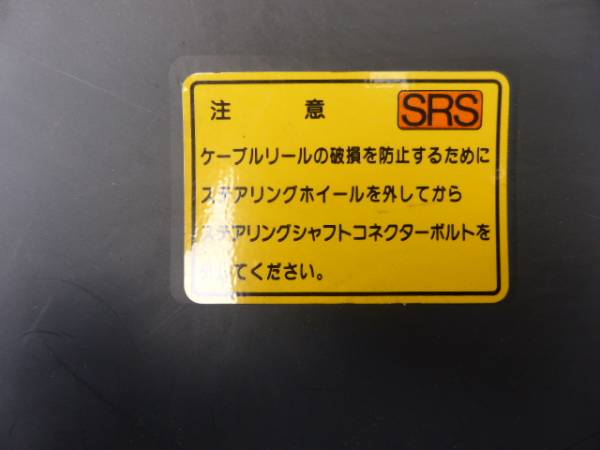 注意 SRS
ケーブルリールの破損を防止するために
ステアリングホイールを外してから
ステアリングシャフトコネクターボルトを
外してください。